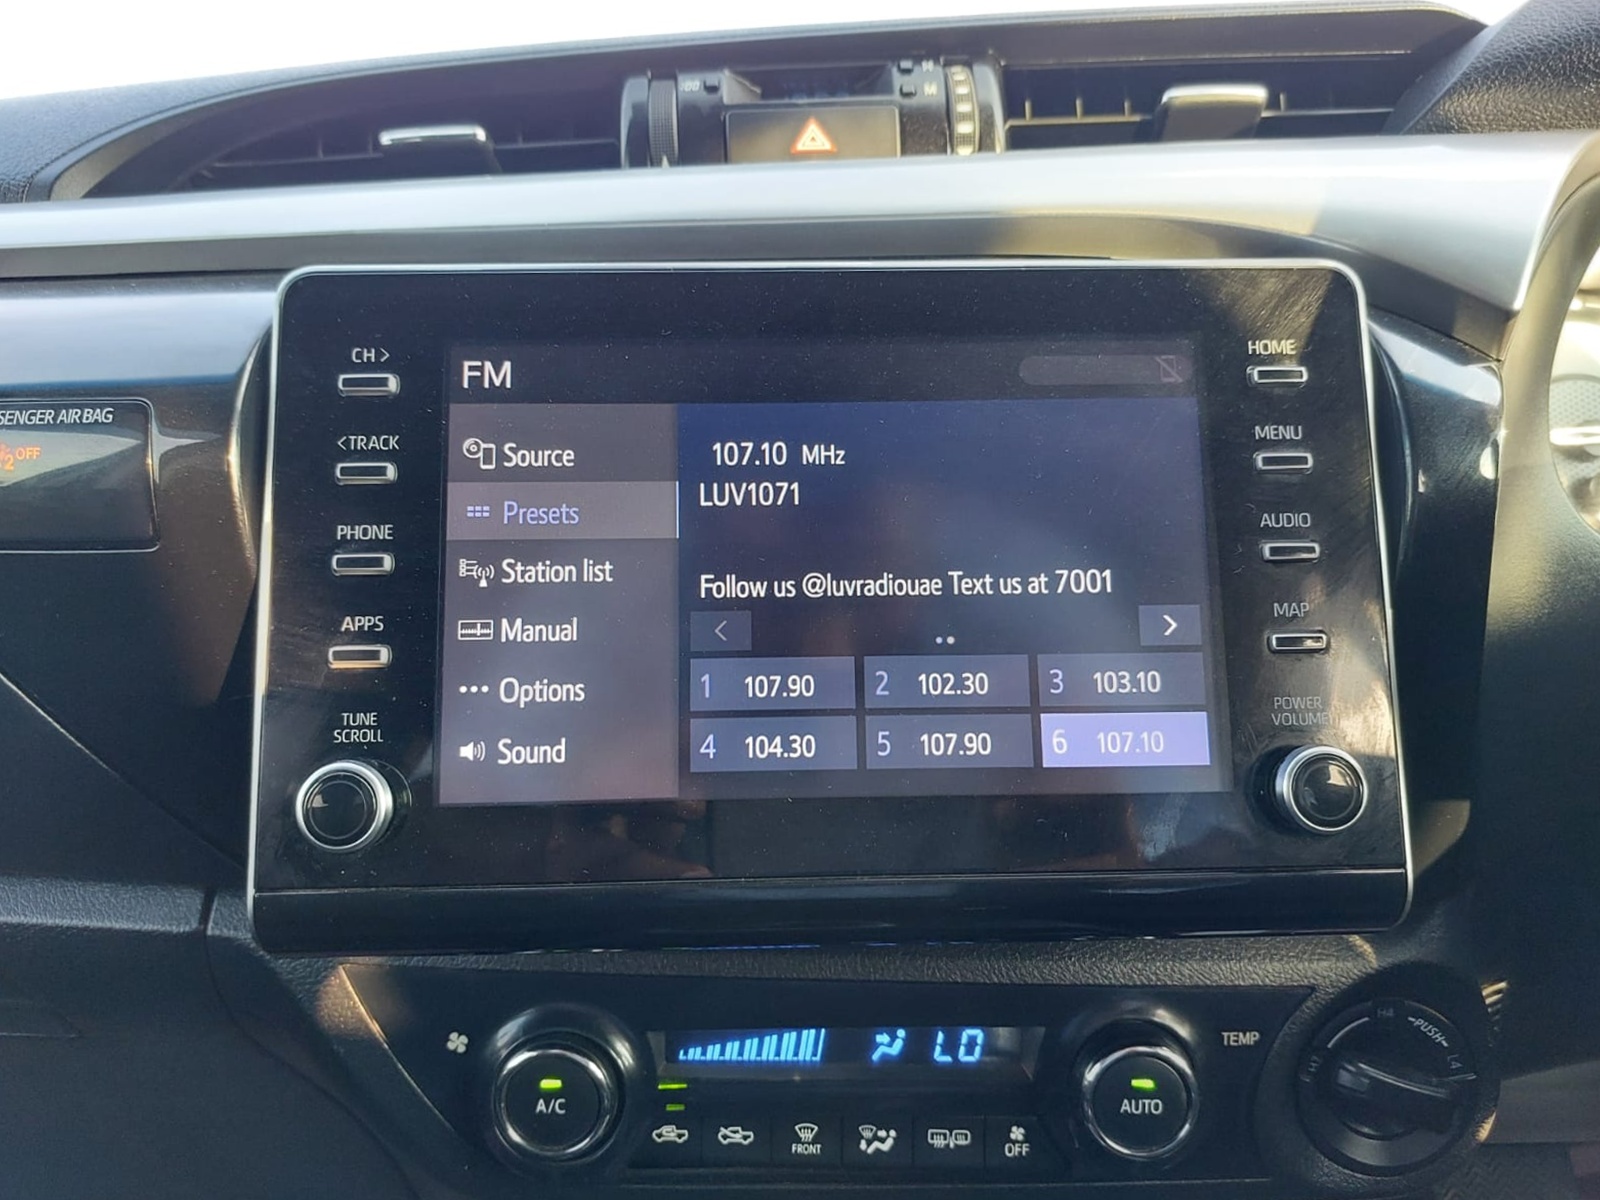 SENGER AIR BAG
2 OFF
CH >
<TRACK
PHONE
APPS
TUNE
SCROLL
FM
Source
Presets
Station list
Manual
Options
Sound
107.10 MHz
LUV1071
Follow us @luvradiouae Text us at 7001
< >
1 107.90 2 102.30 3 103.10
4 104.30 5 107.90 6 107.10
HOME
MENU
AUDIO
MAP
POWER
VOLUME
LO
A/C
AUTO
TEMP
FRONT
OFF
H4
PUSH
L4